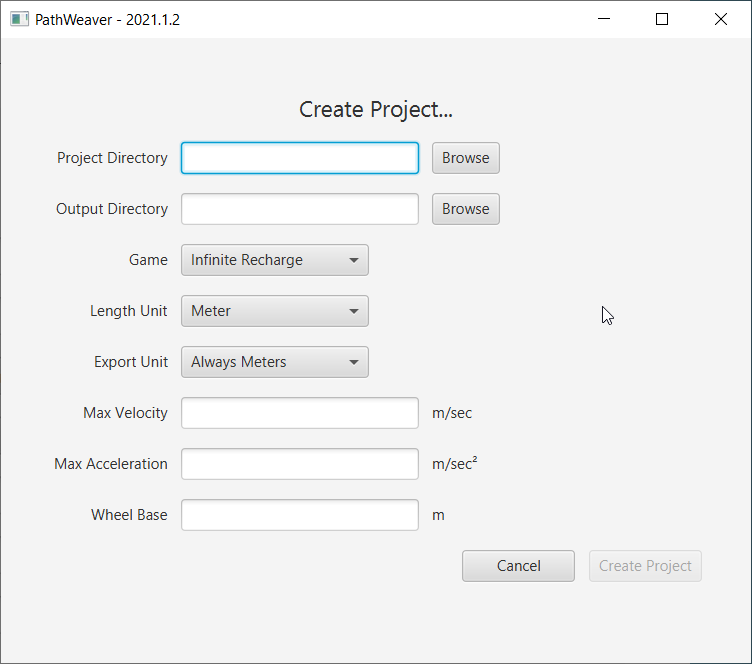 PathWeaver - 2021.1.2
Create Project...
Project Directory Browse
Output Directory Browse
Game Infinite Recharge
Length Unit Meter
Export Unit Always Meters
Max Velocity m/sec
Max Acceleration m/sec²
Wheel Base m
Cancel Create Project